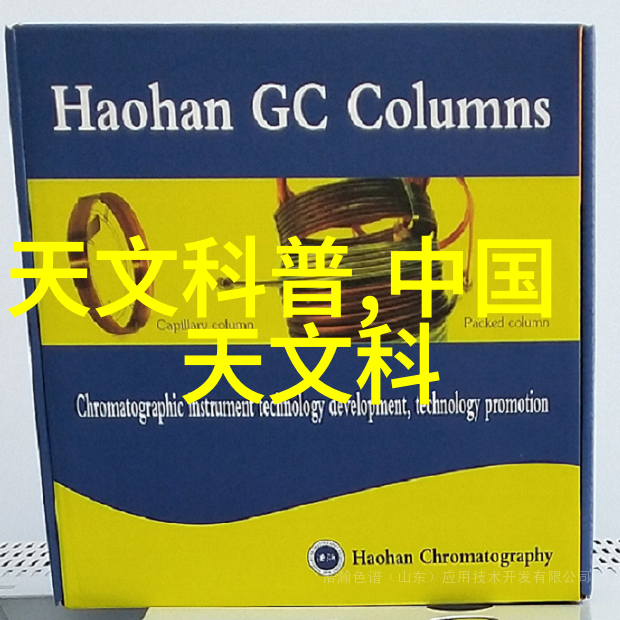 Haohan GC Columns
天文科普,中国
天文科
Capillary column
Packed column
Chromatographic instrument technology development, technology promotion
Haohan Chromatography
浩瀚色谱（山东）应用技术开发有限公司